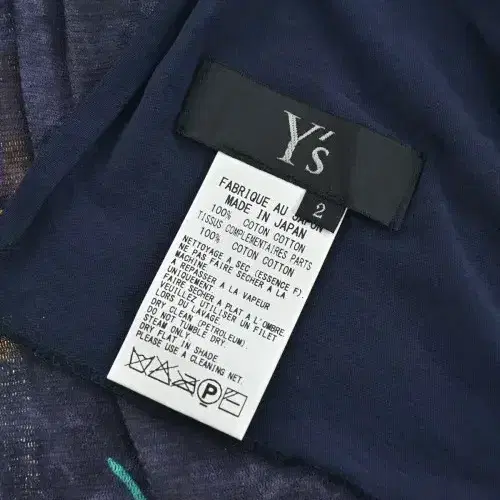 Y's
2
FABRIQUE AU JAPON
MADE IN JAPAN
100% COTON COTTON
TISSUS COMPLEMENTAIRES PARTS
100% COTON COTTON
NETTOYAGE A SEC (ESSENCE F).
NE PAS FAIRE SECHER A LA
MACHINE
A REPASSER A LA VAPEUR
UNIQUEMENT.
FAIRE SECHER A PLAT A L'OMBRE.
VEUILLEZ UTILISER UN FILET
LORS DU LAVAGE.
DRY CLEAN (PETROLEUM).
DO NOT TUMBLE DRY.
STEAM ONLY
DRY FLAT IN SHADE
PLEASE USE A CLEANING NET.
P